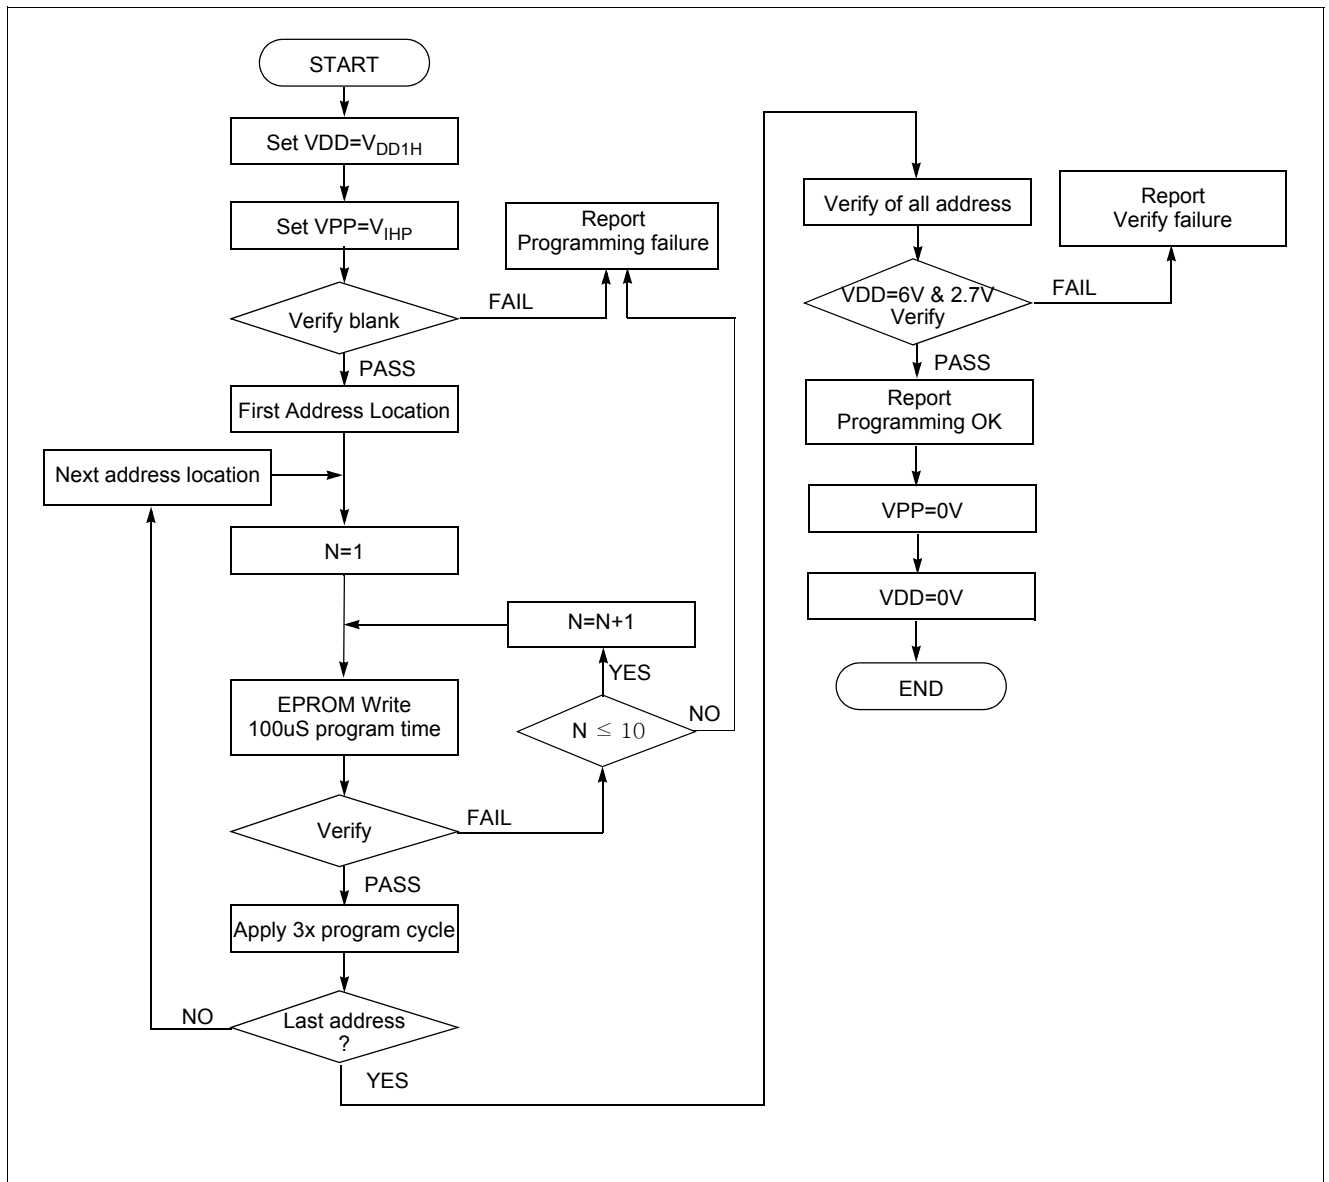 START
Set VDD=VDD1H
Set VPP=VIHP
Report
Programming failure
Verify blank
FAIL
PASS
First Address Location
Next address location
N=1
N=N+1
YES
EPROM Write
100uS program time
N ≤ 10
NO
Verify
FAIL
PASS
Apply 3x program cycle
Last address
?
NO
YES
Verify of all address
Report
Verify failure
VDD=6V & 2.7V
Verify
FAIL
PASS
Report
Programming OK
VPP=0V
VDD=0V
END